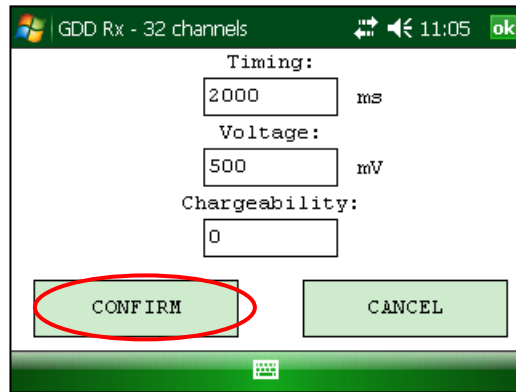 GDD Rx - 32 channels 11:05 ok
Timing:
2000 ms
Voltage:
500 mV
Chargeability:
0
CONFIRM CANCEL